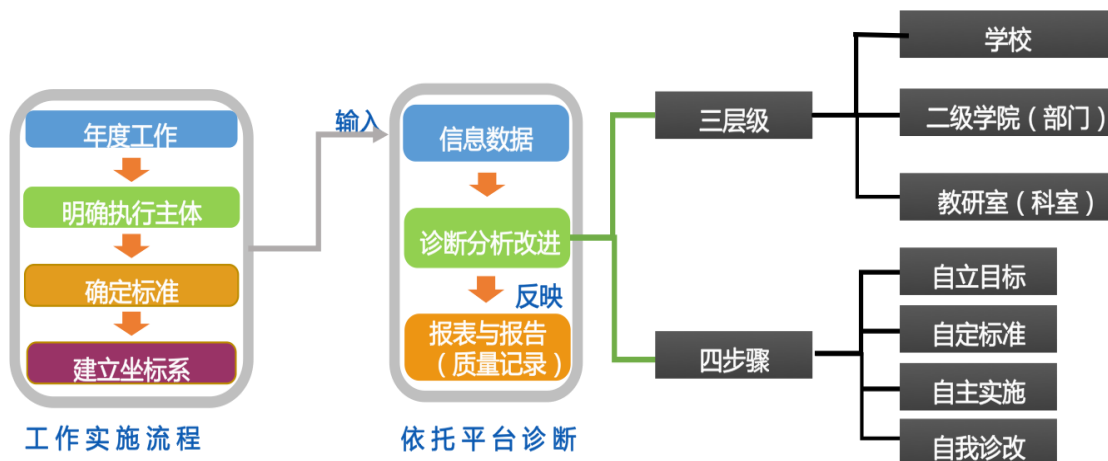 年度工作
明确执行主体
确定标准
建立坐标系
工作实施流程
输入
信息数据
诊断分析改进
反映
报表与报告
（质量记录）
依托平台诊断
三层级
学校
二级学院（部门）
教研室（科室）
四步骤
自立目标
自定标准
自主实施
自我诊改